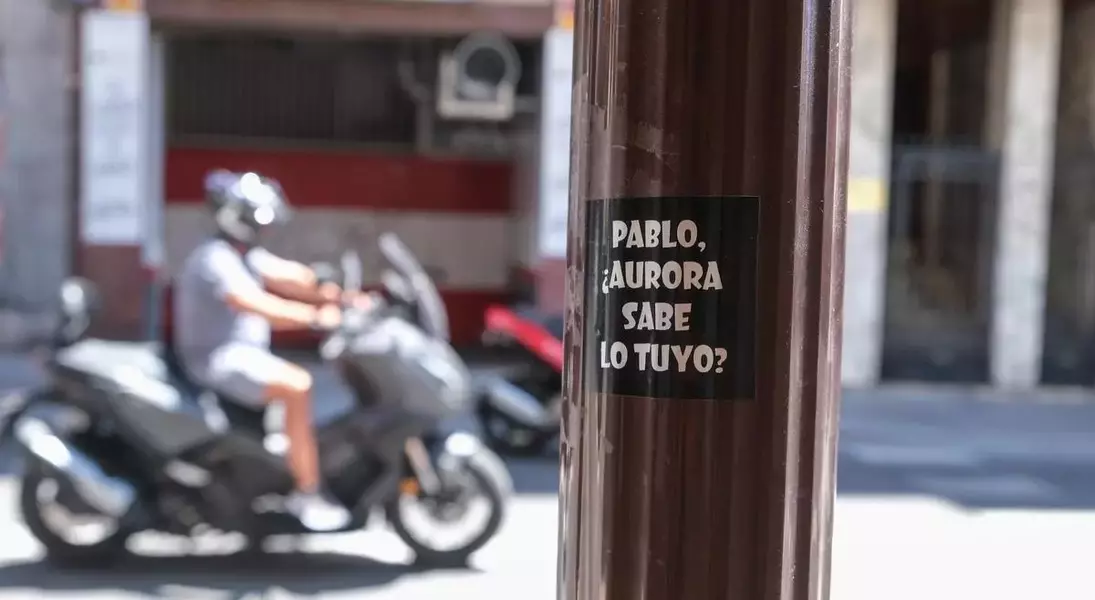 PABLO,
¿AURORA
SABE
LO TUYO?